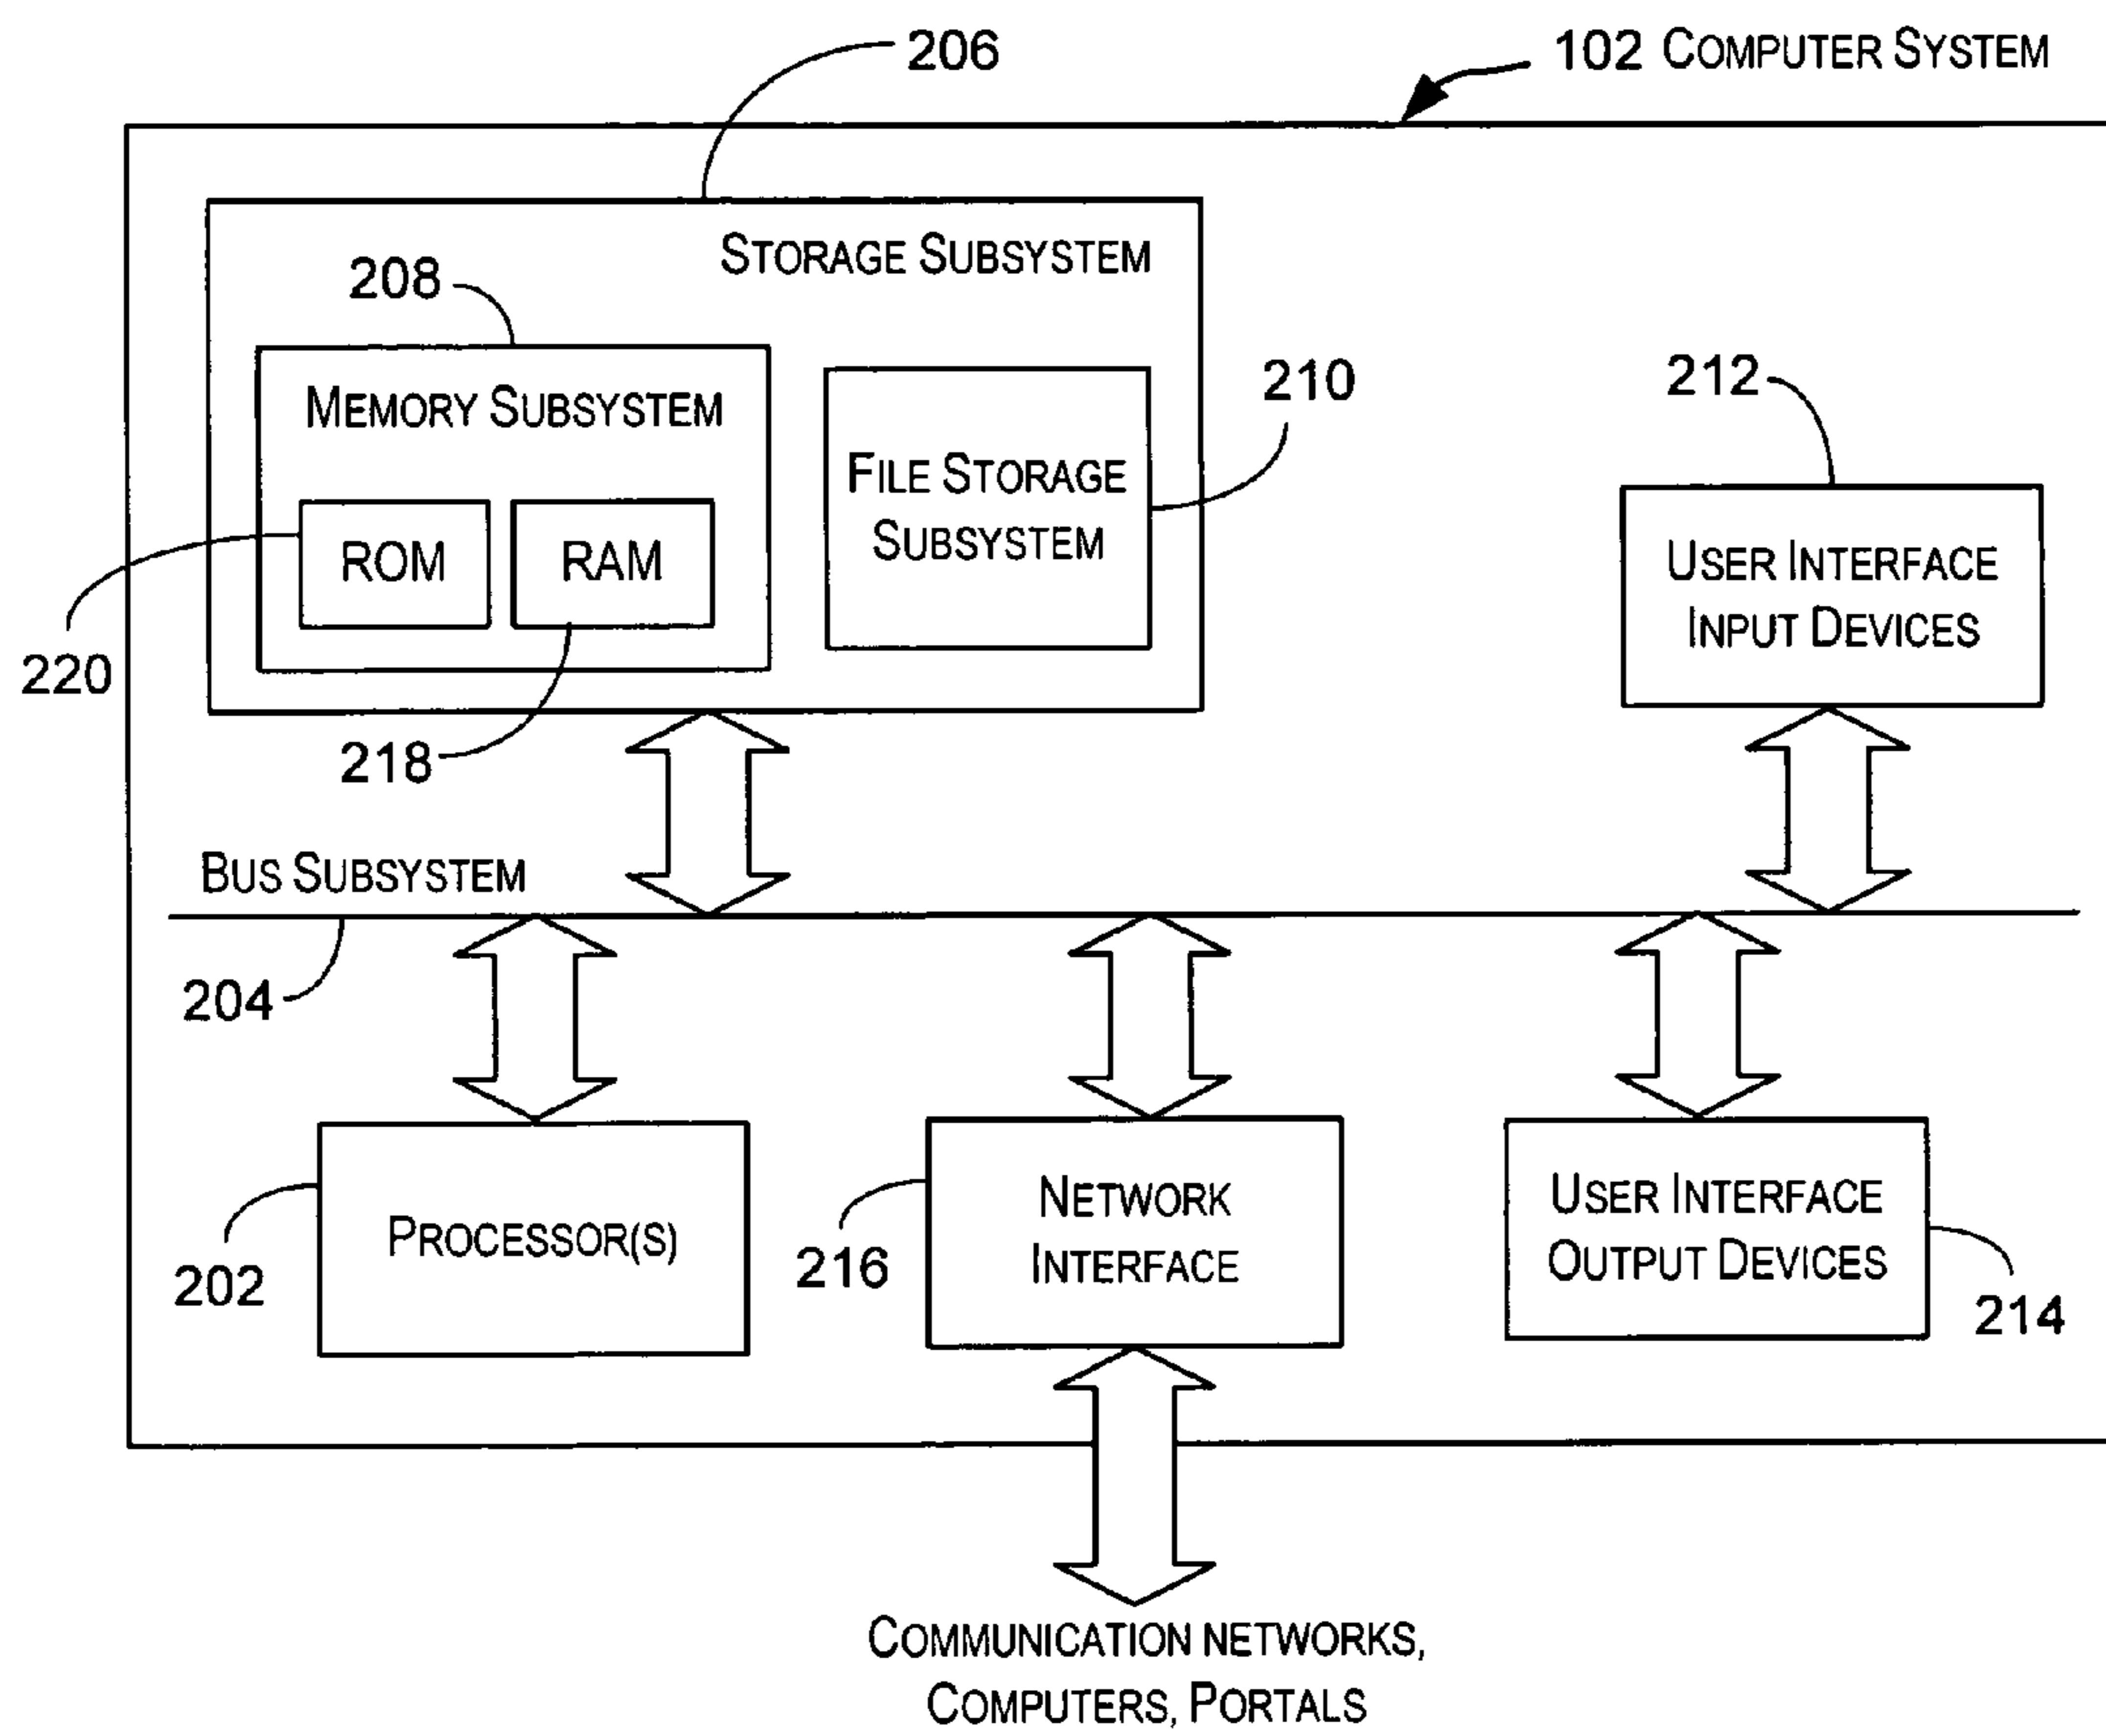 206
102 COMPUTER SYSTEM
STORAGE SUBSYSTEM
208
MEMORY SUBSYSTEM
210
212
FILE STORAGE
SUBSYSTEM
ROM
RAM
USER INTERFACE
INPUT DEVICES
220
218
BUS SUBSYSTEM
204
PROCESSOR(S)
202
NETWORK
INTERFACE
216
USER INTERFACE
OUTPUT DEVICES
214
COMMUNICATION NETWORKS,
COMPUTERS, PORTALS